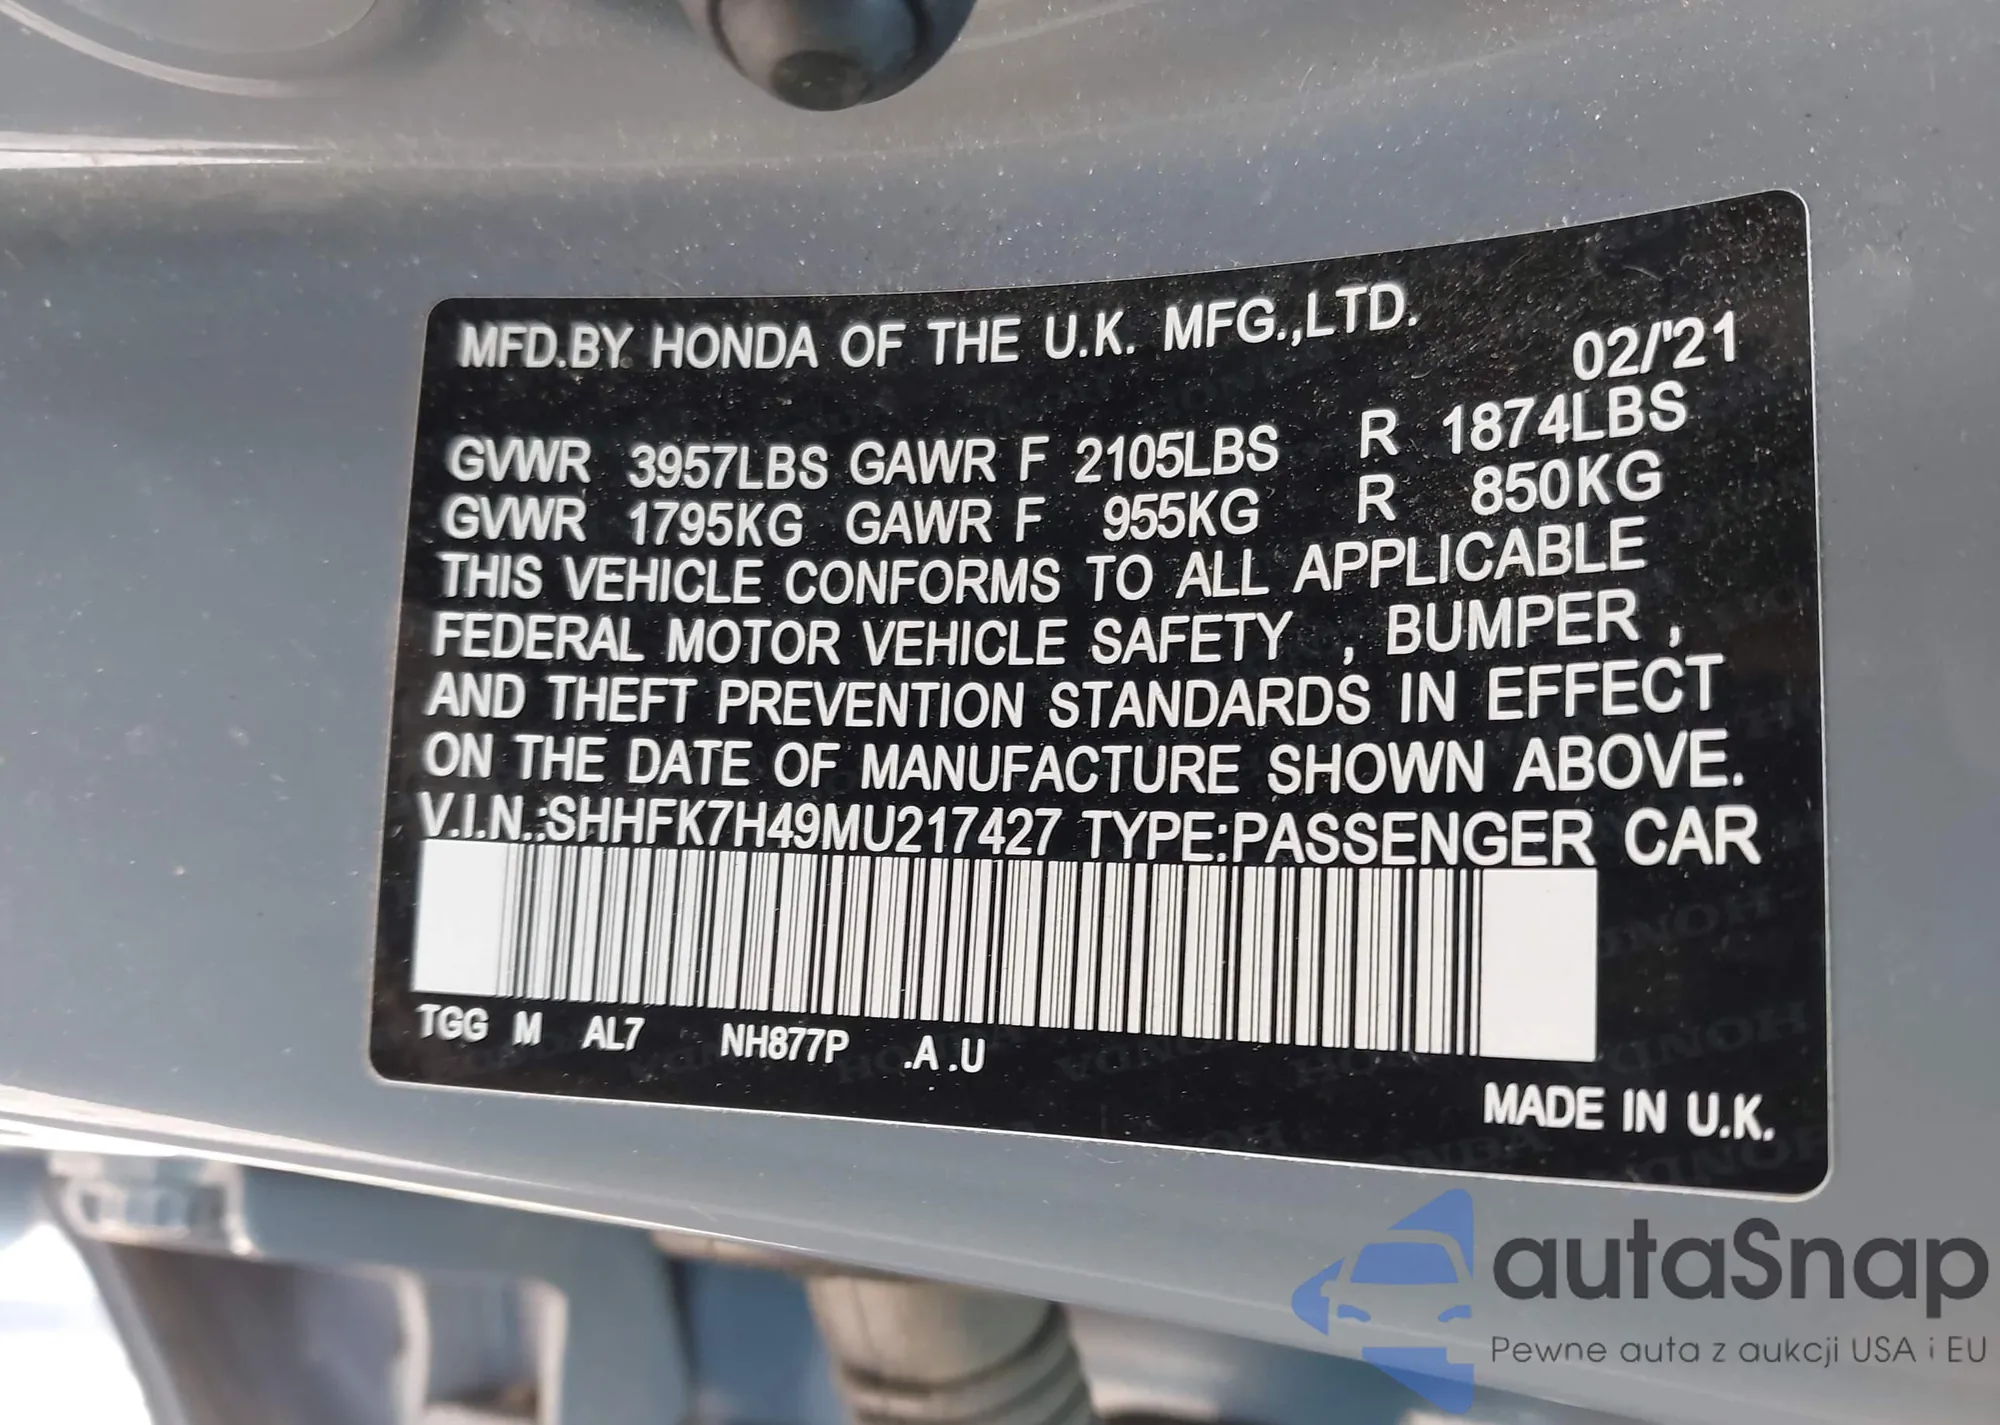 MFD.BY HONDA OF THE U.K. MFG.,LTD.
02/'21
GVWR 3957LBS GAWR F 2105LBS R 1874LBS
GVWR 1795KG GAWR F 955KG R 850KG
THIS VEHICLE CONFORMS TO ALL APPLICABLE
FEDERAL MOTOR VEHICLE SAFETY , BUMPER ,
AND THEFT PREVENTION STANDARDS IN EFFECT
ON THE DATE OF MANUFACTURE SHOWN ABOVE.
V.I.N.:SHHFK7H49MU217427 TYPE:PASSENGER CAR
TGG M AL7 NH877P .A .U
MADE IN U.K.
autaSnap
Pewne auta z aukcji USA i EU